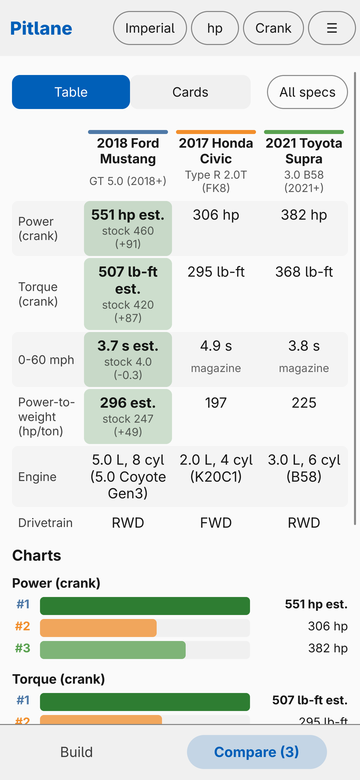 Pitlane Imperial hp Crank ☰
Table Cards All specs
2018 Ford Mustang
GT 5.0 (2018+)
2017 Honda Civic
Type R 2.0T (FK8)
2021 Toyota Supra
3.0 B58 (2021+)
Power (crank)
551 hp est.
stock 460 (+91)
306 hp
382 hp
Torque (crank)
507 lb-ft est.
stock 420 (+87)
295 lb-ft
368 lb-ft
0-60 mph
3.7 s est.
stock 4.0 (-0.3)
4.9 s
magazine
3.8 s
magazine
Power-to-weight (hp/ton)
296 est.
stock 247 (+49)
197
225
Engine
5.0 L, 8 cyl (5.0 Coyote Gen3)
2.0 L, 4 cyl (K20C1)
3.0 L, 6 cyl (B58)
Drivetrain RWD FWD RWD
Charts
Power (crank)
#1 551 hp est.
#2 306 hp
#3 382 hp
Torque (crank)
#1 507 lb-ft est.
#2 295 lb-ft
Build Compare (3)